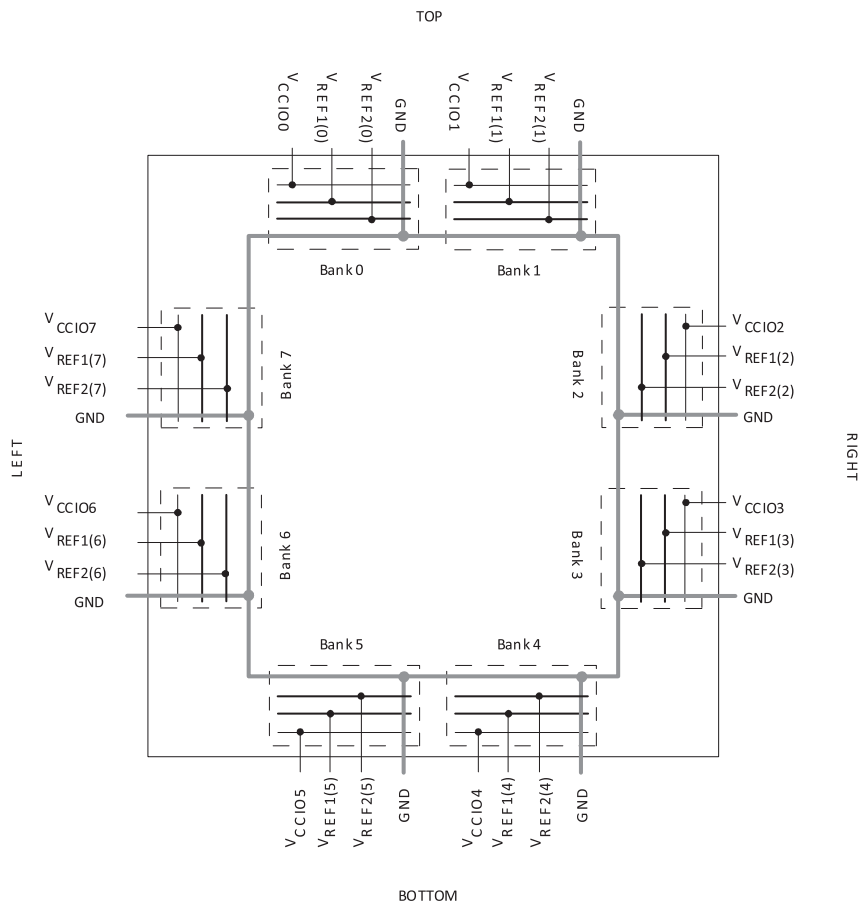 TOP
VCCIO0
VREF1(0)
VREF2(0)
GND
VCCIO1
VREF1(1)
VREF2(1)
GND
Bank 0
Bank 1
VCCIO7
VREF1(7)
VREF2(7)
GND
Bank 7
Bank 2
VCCIO2
VREF1(2)
VREF2(2)
GND
LEFT
RIGHT
VCCIO6
VREF1(6)
VREF2(6)
GND
Bank 6
Bank 3
VCCIO3
VREF1(3)
VREF2(3)
GND
Bank 5
Bank 4
VCCIO5
VREF1(5)
VREF2(5)
GND
VCCIO4
VREF1(4)
VREF2(4)
GND
BOTTOM